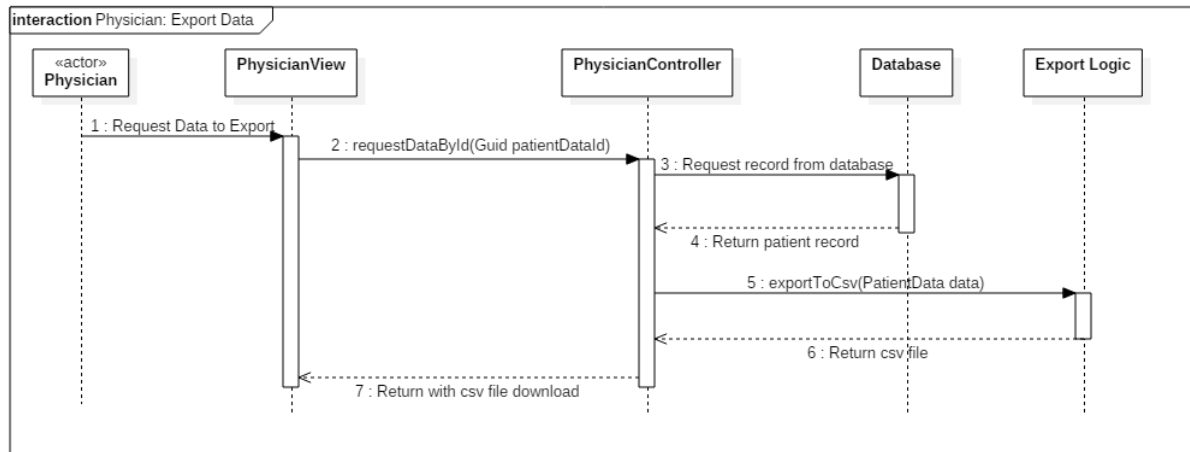 interaction Physician: Export Data
«actor»
Physician
PhysicianView
PhysicianController
Database
Export Logic
1 : Request Data to Export
2 : requestDataById(Guid patientDataId)
3 : Request record from database
4 : Return patient record
5 : exportToCsv(PatientData data)
6 : Return csv file
7 : Return with csv file download